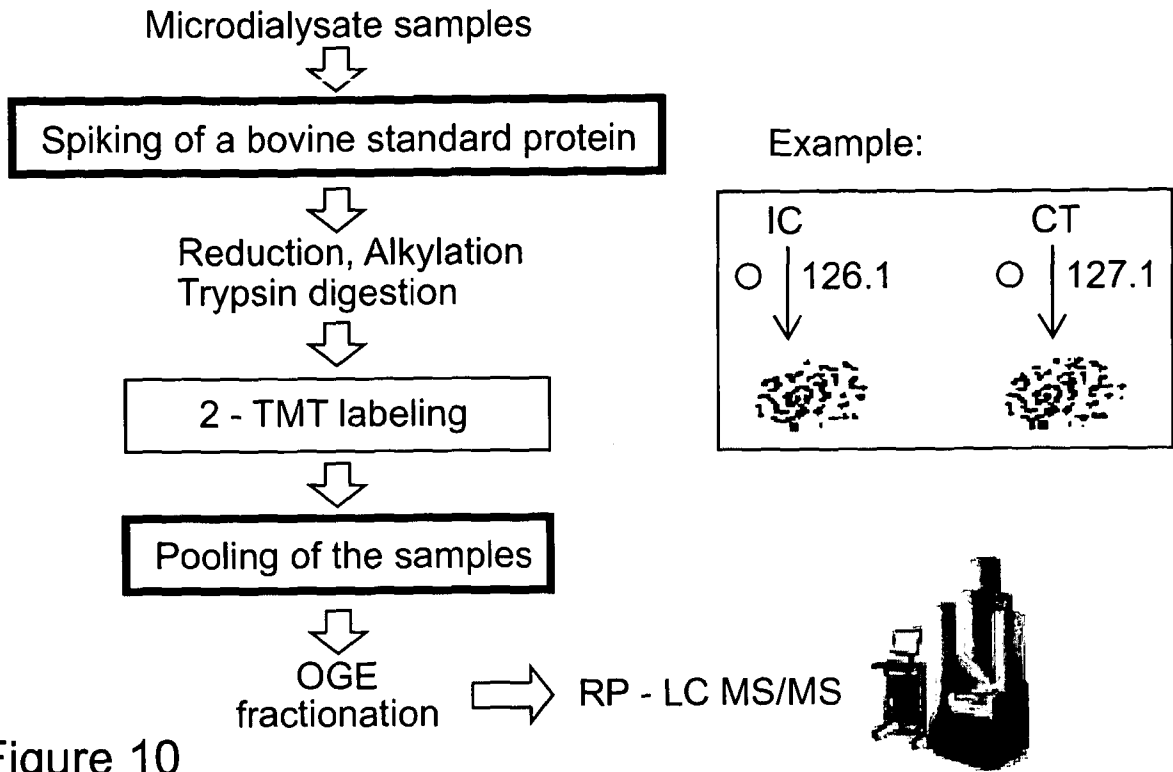 Microdialysate samples
Spiking of a bovine standard protein
Reduction, Alkylation
Trypsin digestion
2 - TMT labeling
Pooling of the samples
OGE
fractionation
RP - LC MS/MS
Example:
IC
126.1
CT
127.1
Figure 10